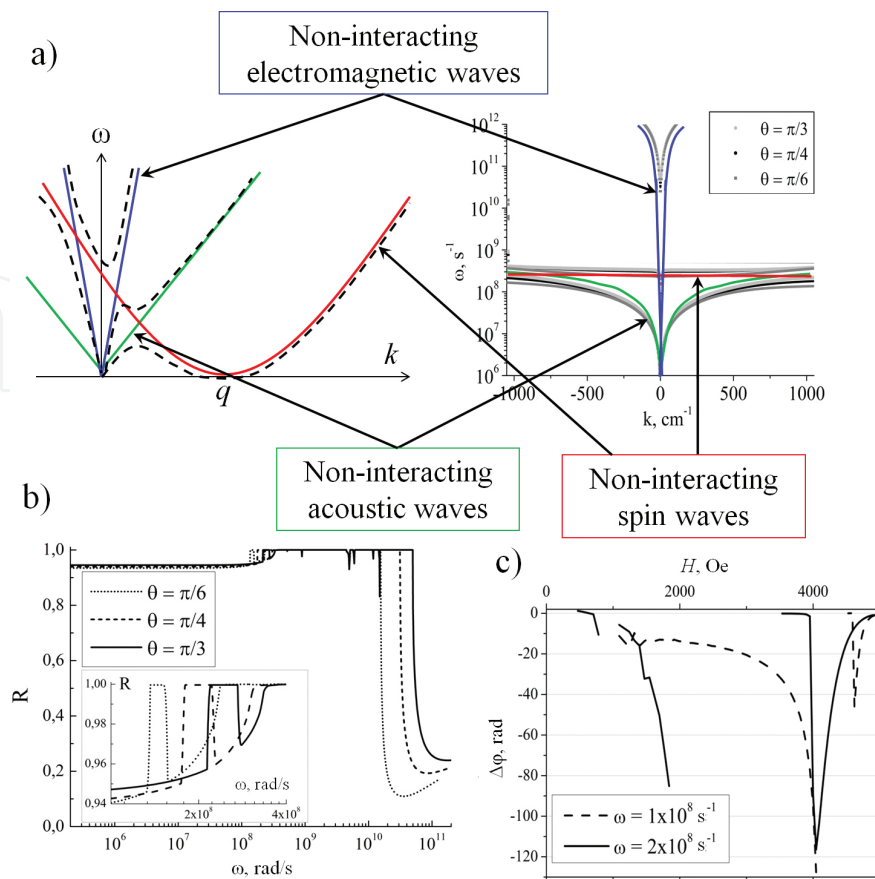 a)
Non-interacting
electromagnetic waves
ω
k
q
ω, s⁻¹
10¹²
10¹¹
10¹⁰
10⁹
10⁸
10⁷
10⁶
θ = π/3
θ = π/4
θ = π/6
-1000 -500 0 500 1000
k, cm⁻¹
Non-interacting
acoustic waves
Non-interacting
spin waves
b)
R
1,0
0,8
0,6
0,4
0,2
0,0
θ = π/6
θ = π/4
θ = π/3
R
1,00
0,98
0,96
0,94
ω, rad/s
2x10⁸ 4x10⁸
10⁶ 10⁷ 10⁸ 10⁹ 10¹⁰ 10¹¹
ω, rad/s
c)
H, Oe
0 2000 4000
Δφ, rad
0
-20
-40
-60
-80
-100
-120
ω = 1x10⁸ s⁻¹
ω = 2x10⁸ s⁻¹